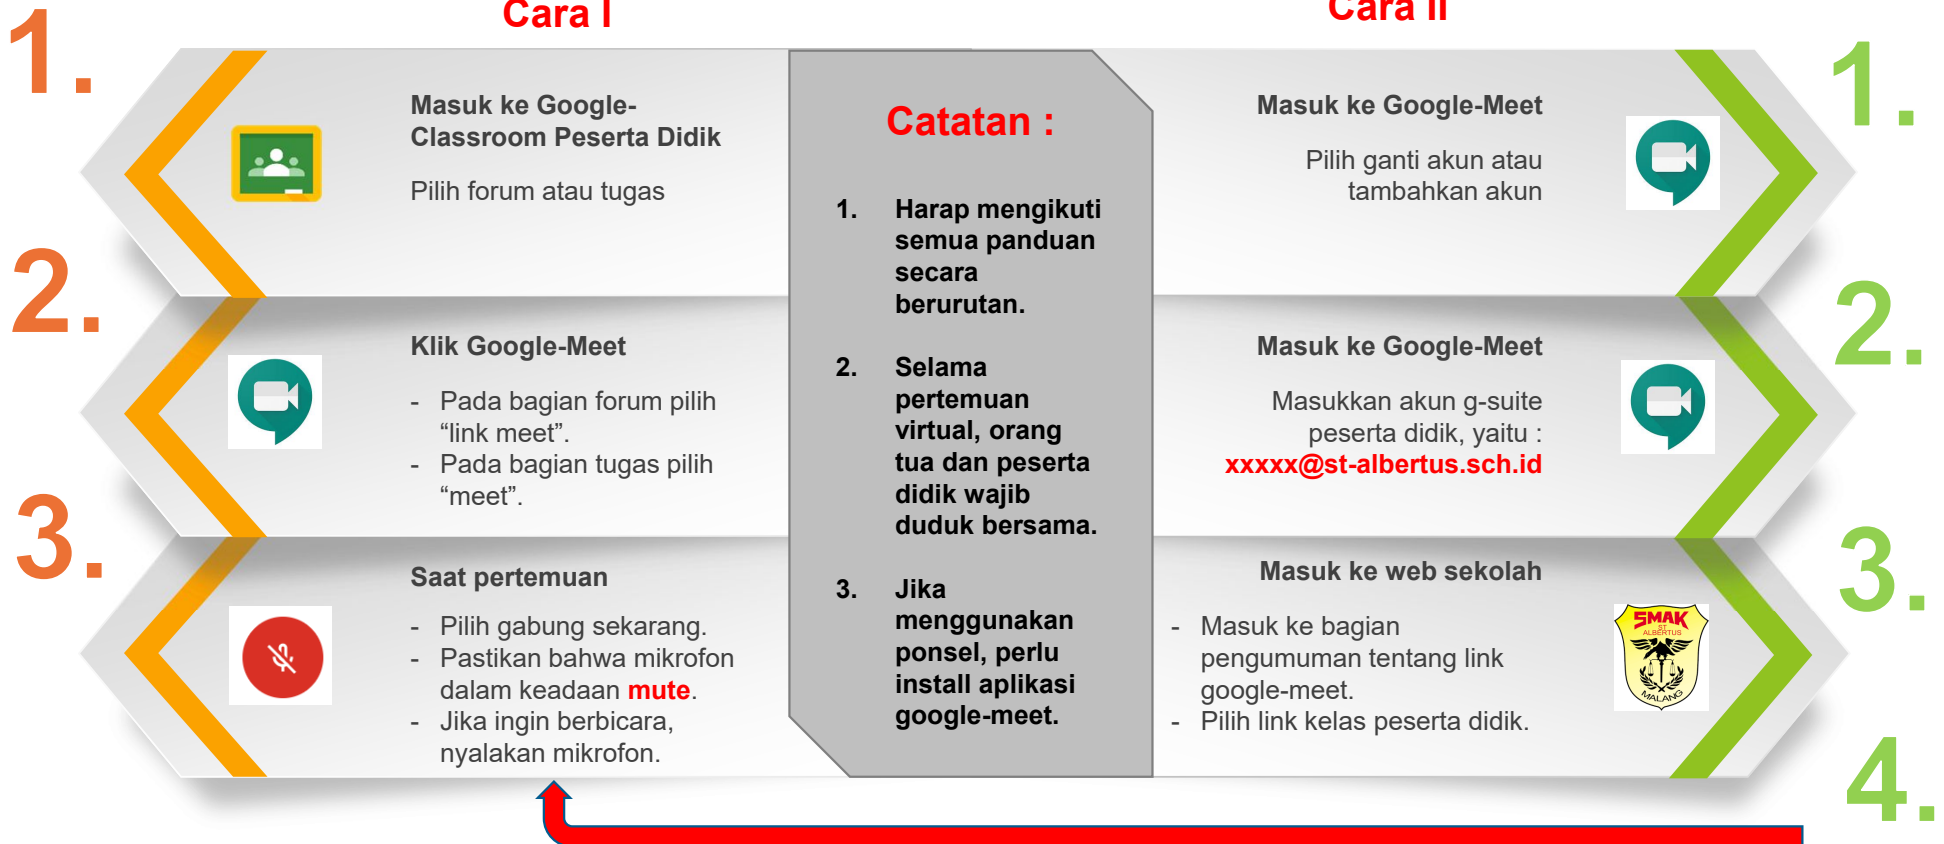 Cara I
1.
Masuk ke Google-
Classroom Peserta Didik
Pilih forum atau tugas
2.
Klik Google-Meet
- Pada bagian forum pilih
“link meet”.
- Pada bagian tugas pilih
“meet”.
3.
Saat pertemuan
- Pilih gabung sekarang.
- Pastikan bahwa mikrofon
dalam keadaan mute.
- Jika ingin berbicara,
nyalakan mikrofon.
Catatan :
1. Harap mengikuti
semua panduan
secara
berurutan.
2. Selama
pertemuan
virtual, orang
tua dan peserta
didik wajib
duduk bersama.
3. Jika
menggunakan
ponsel, perlu
install aplikasi
google-meet.
Cara II
1.
Masuk ke Google-Meet
Pilih ganti akun atau
tambahkan akun
2.
Masuk ke Google-Meet
Masukkan akun g-suite
peserta didik, yaitu :
xxxxx@st-albertus.sch.id
3.
Masuk ke web sekolah
- Masuk ke bagian
pengumuman tentang link
google-meet.
- Pilih link kelas peserta didik.
SMAK
ST
ALBERTUS
MALANG
4.